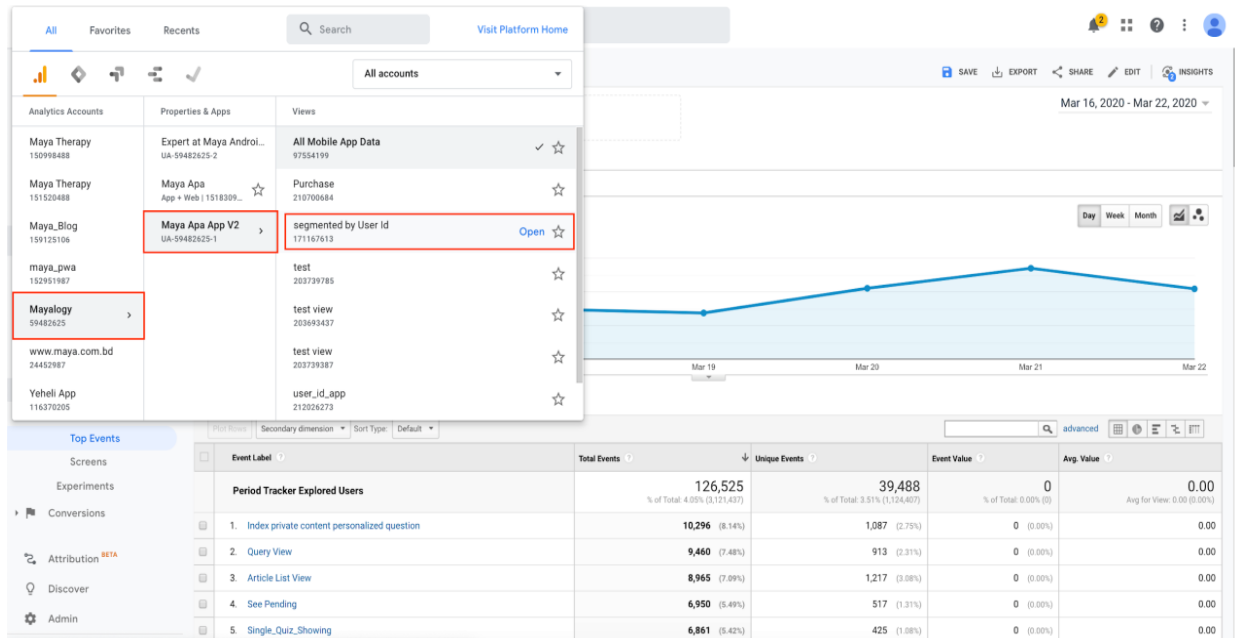 All Favorites Recents Search Visit Platform Home 2
All accounts SAVE EXPORT SHARE EDIT INSIGHTS
Analytics Accounts Properties & Apps Views Mar 16, 2020 - Mar 22, 2020
Maya Therapy Expert at Maya Androi... All Mobile App Data
150998488 UA-59482625-2 97554199
Maya Therapy Maya Apa Purchase
151520488 App + Web | 1518309... 210700684
Maya_Blog Maya Apa App V2 segmented by User Id Open Day Week Month
159125106 UA-59482625-1 171167613
maya_pwa test
152951987 203739785
Mayalogy test view
59482625 203693437
www.maya.com.bd test view Mar 19 Mar 20 Mar 21 Mar 22
24452987 203739387
Yeheli App user_id_app
116370205 212026273
Plot Rows Secondary dimension Sort Type: Default advanced
Top Events
Event Label ? Total Events ? Unique Events ? Event Value ? Avg. Value ?
Screens
Experiments Period Tracker Explored Users 126,525 39,488 0 0.00
% of Total: 4.05% (3,121,437) % of Total: 3.51% (1,124,407) % of Total: 0.00% (0) Avg for View: 0.00 (0.00%)
Conversions
1. Index private content personalized question 10,296 (8.14%) 1,087 (2.75%) 0 (0.00%) 0.00
2. Query View 9,460 (7.48%) 913 (2.31%) 0 (0.00%) 0.00
Attribution BETA
3. Article List View 8,965 (7.09%) 1,217 (3.08%) 0 (0.00%) 0.00
Discover
4. See Pending 6,950 (5.49%) 517 (1.31%) 0 (0.00%) 0.00
Admin
5. Single_Quiz_Showing 6,861 (5.42%) 425 (1.08%) 0 (0.00%) 0.00